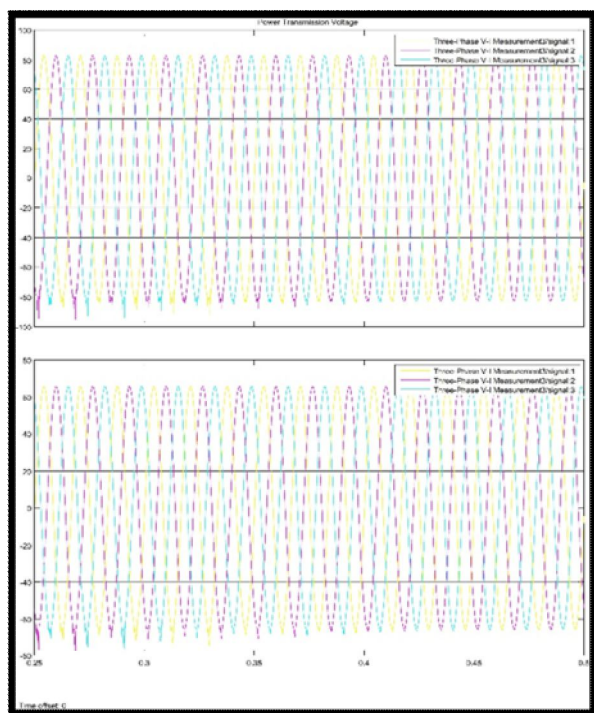 Power Transmission Voltage
100
Three-Phase V-I Measurement3/signal:1
Three-Phase V-I Measurement3/signal:2
Three-Phase V-I Measurement3/signal:3
80
60
40
20
0
-20
-40
-60
-80
-100
Three-Phase V-I Measurement3/signal:1
Three-Phase V-I Measurement3/signal:2
Three-Phase V-I Measurement3/signal:3
60
40
20
0
-20
-40
0.25
0.3
0.35
0.4
0.45
Time offset: 0